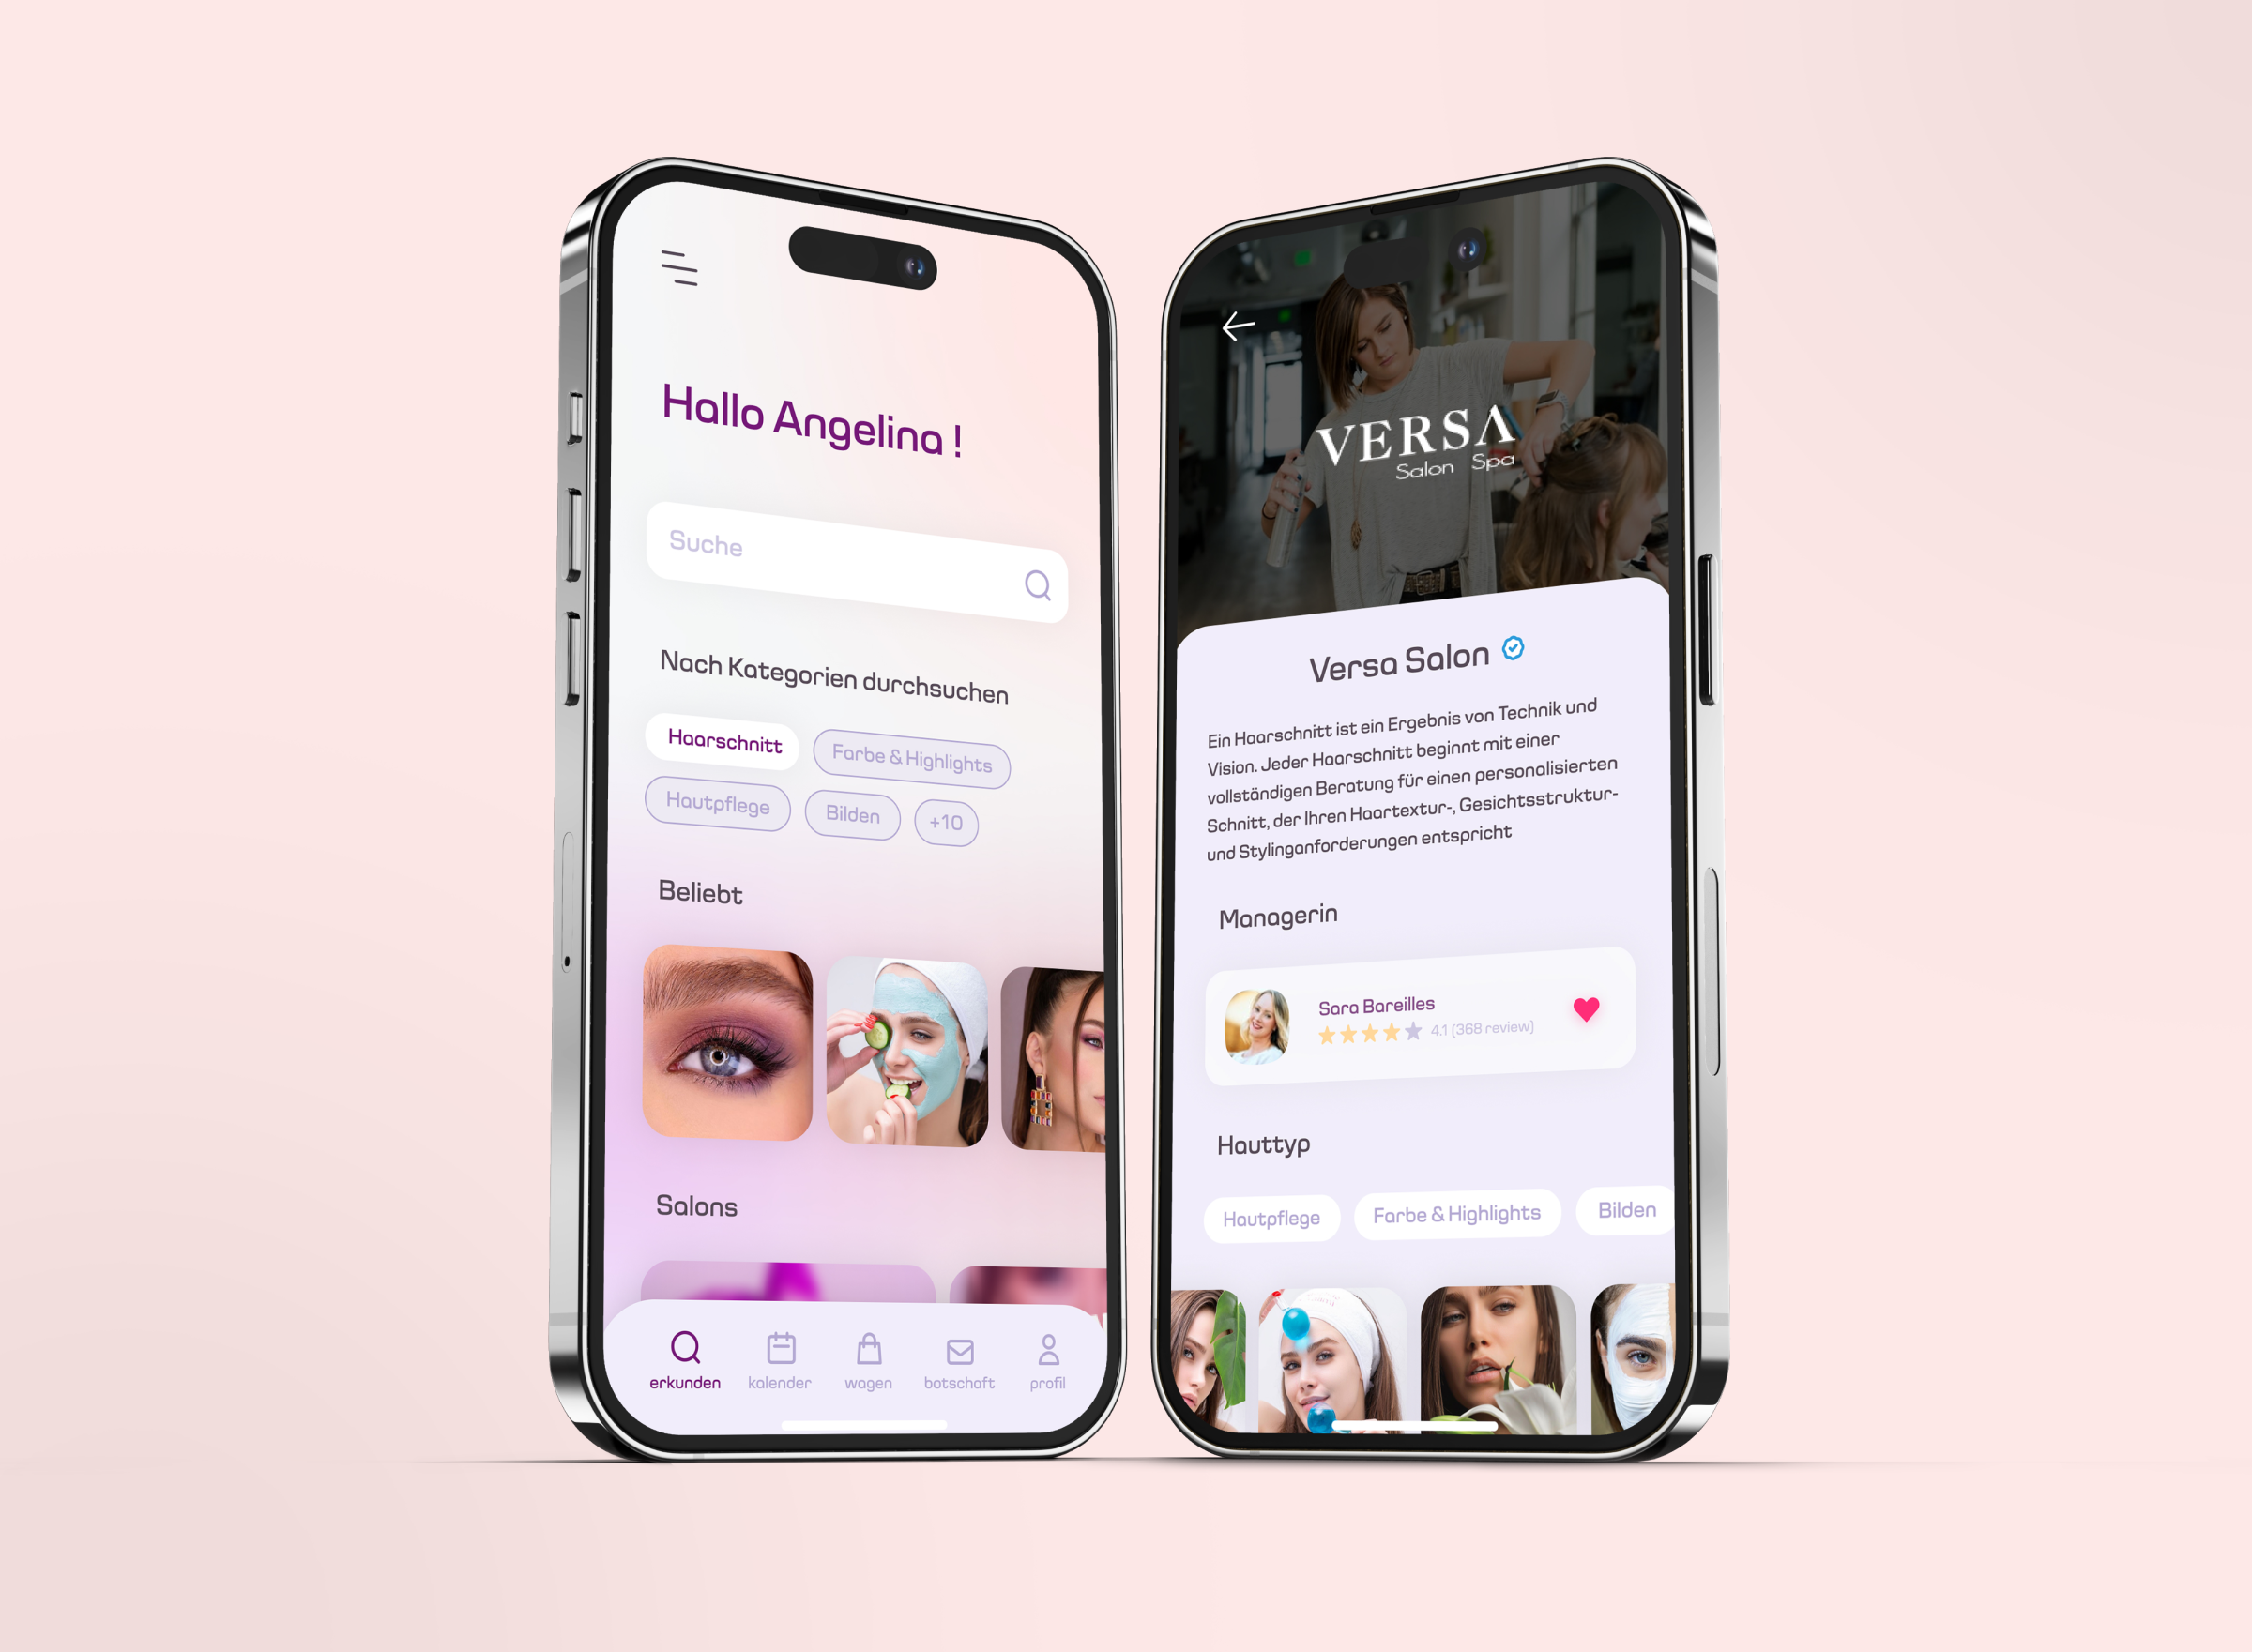 Hallo Angelina !
Suche
Nach Kategorien durchsuchen
Haarschnitt
Farbe & Highlights
Hautpflege
Bilden
+10
Beliebt
Salons
erkunden
kalender
wagen
botschaft
profil
VERSA
Salon Spa
Versa Salon
Ein Haarschnitt ist ein Ergebnis von Technik und
Vision. Jeder Haarschnitt beginnt mit einer
vollständigen Beratung für einen personalisierten
Schnitt, der Ihren Haartextur-, Gesichtsstruktur-
und Stylinganforderungen entspricht
Managerin
Sara Bareilles
4.1 (368 review)
Hauttyp
Hautpflege
Farbe & Highlights
Bilden